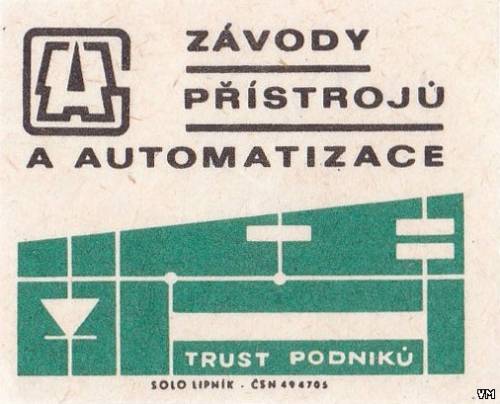 ZÁVODY
PŘÍSTROJŮ
A AUTOMATIZACE
TRUST PODNIKŮ
SOLO LIPNÍK - ČSN 494705
VM